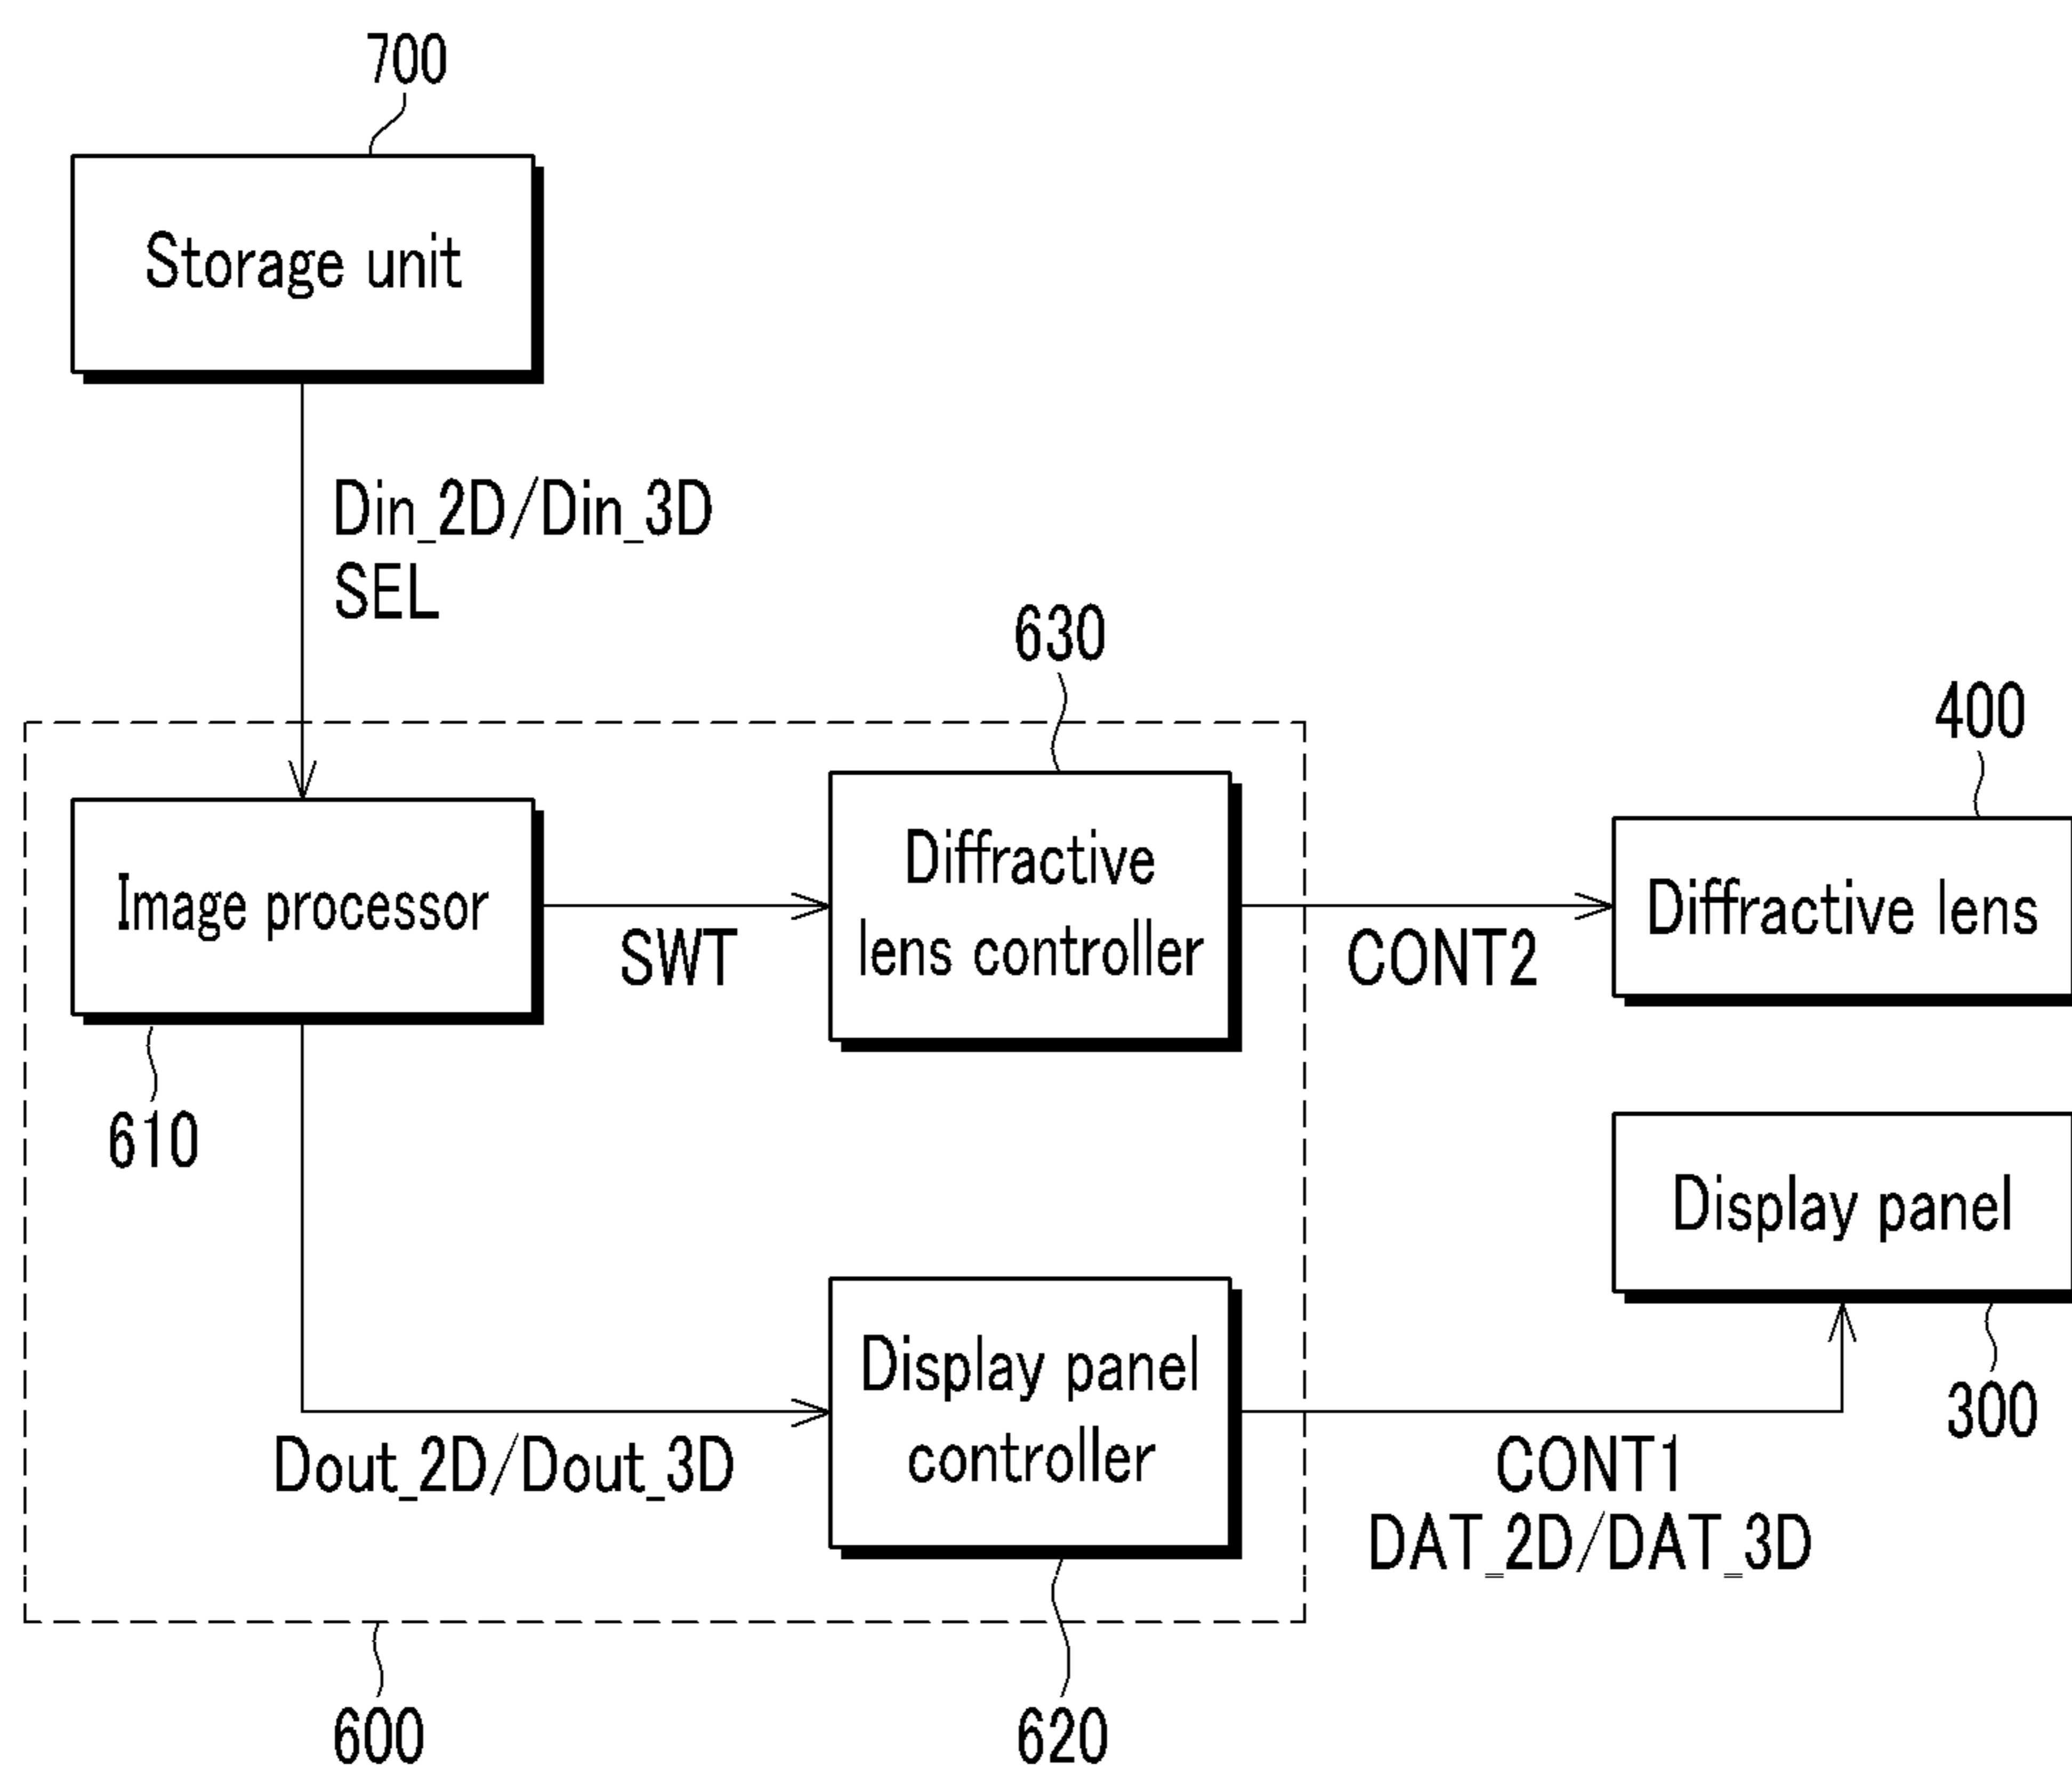 700
Storage unit
Din_2D/Din_3D
SEL
630
400
Image processor
Diffractive
lens controller
Diffractive lens
SWT
CONT2
610
Display panel
Display panel
controller
300
Dout_2D/Dout_3D
CONT1
DAT_2D/DAT_3D
600
620